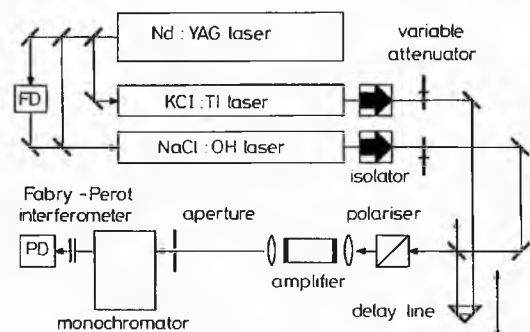 Nd : YAG laser
variable
attenuator
FD
KCl :Tl laser
NaCl : OH laser
isolator
Fabry -Perot
interferometer
aperture
polariser
PD
amplifier
delay line
monochromator